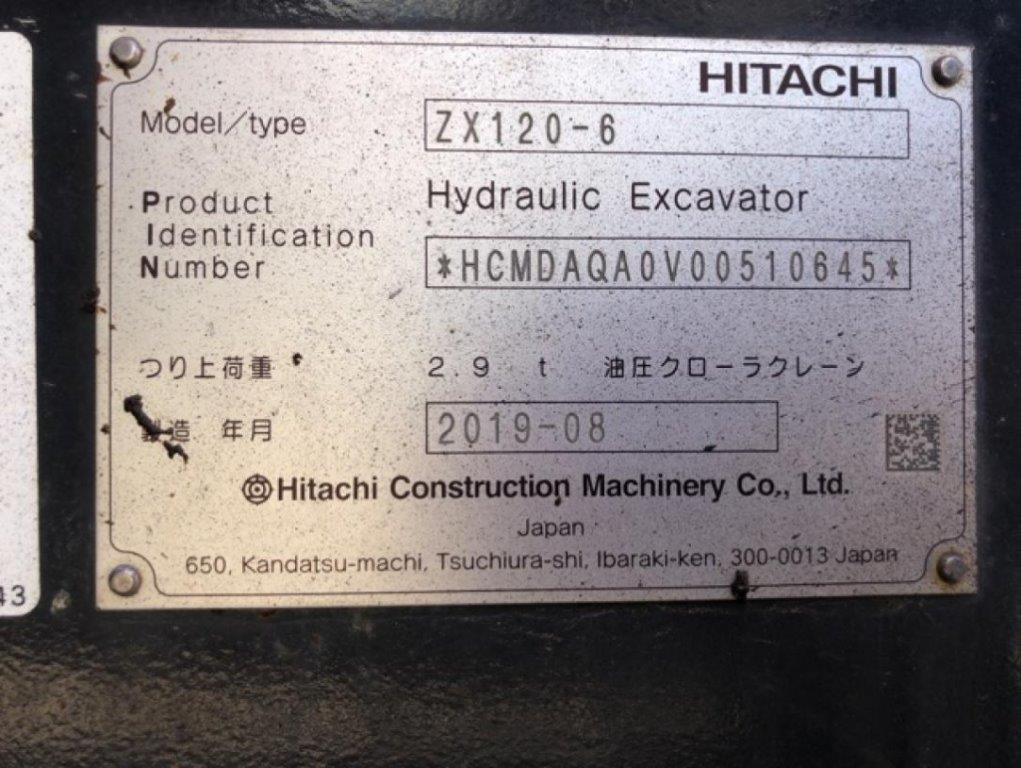 HITACHI
Model/type ZX120-6
Product Hydraulic Excavator
Identification
Number *HCMDAQA0V00510645*
つり上荷重 2.9 t 油圧クローラクレーン
製造 年月 2019-08
Hitachi Construction Machinery Co., Ltd.
Japan
650, Kandatsu-machi, Tsuchiura-shi, Ibaraki-ken, 300-0013 Japan
43